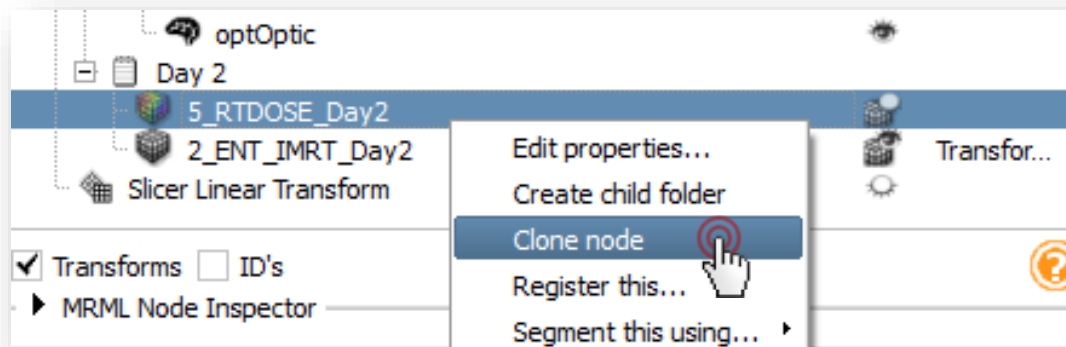 optOptic
Day 2
5_RTDOSE_Day2
2_ENT_IMRT_Day2 Transfor...
Slicer Linear Transform
Transforms ID's
MRML Node Inspector
Edit properties...
Create child folder
Clone node
Register this...
Segment this using...
?